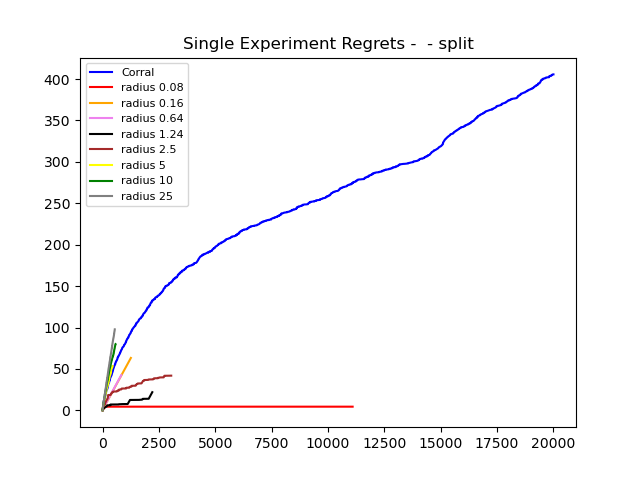 Single Experiment Regrets -  - split
400
350
300
250
200
150
100
50
0
Corral
radius 0.08
radius 0.16
radius 0.64
radius 1.24
radius 2.5
radius 5
radius 10
radius 25
0 2500 5000 7500 10000 12500 15000 17500 20000